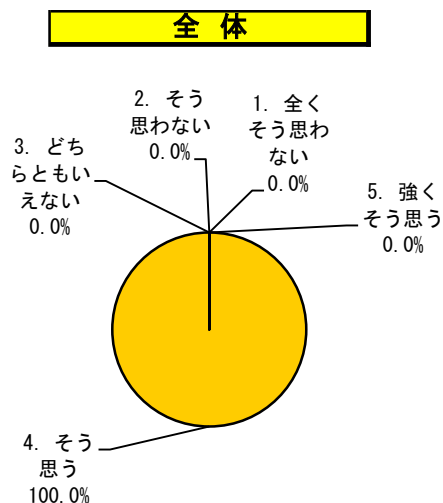 全 体
2. そう
思わない
0.0%
1. 全く
そう思わ
ない
0.0%
3. どち
らともい
えない
0.0%
5. 強く
そう思う
0.0%
4. そう
思う
100.0%